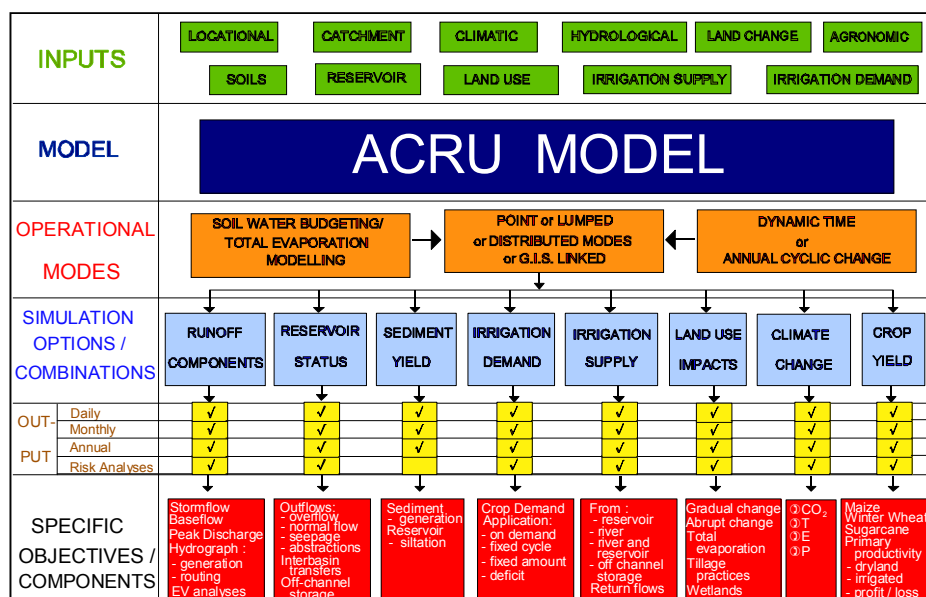 INPUTS
LOCATIONAL
CATCHMENT
CLIMATIC
HYDROLOGICAL
LAND CHANGE
AGRONOMIC
SOILS
RESERVOIR
LAND USE
IRRIGATION SUPPLY
IRRIGATION DEMAND
MODEL
ACRU MODEL
OPERATIONAL
MODES
SOIL WATER BUDGETING/
TOTAL EVAPORATION
MODELLING
POINT or LUMPED
or DISTRIBUTED MODES
or G.I.S. LINKED
DYNAMIC TIME
or
ANNUAL CYCLIC CHANGE
SIMULATION
OPTIONS /
COMBINATIONS
RUNOFF
COMPONENTS
RESERVOIR
STATUS
SEDIMENT
YIELD
IRRIGATION
DEMAND
IRRIGATION
SUPPLY
LAND USE
IMPACTS
CLIMATE
CHANGE
CROP
YIELD
OUT-
PUT
Daily
√ √ √ √ √ √ √ √
Monthly
√ √ √ √ √ √ √ √
Annual
√ √ √ √ √ √ √ √
Risk Analyses
√ √ √ √ √ √ √
SPECIFIC
OBJECTIVES /
COMPONENTS
Stormflow
Baseflow
Peak Discharge
Hydrograph :
- generation
- routing
EV analyses
Outflows:
- overflow
- normal flow
- seepage
- abstractions
Interbasin
transfers
Off-channel
storage
Sediment
- generation
Reservoir
- siltation
Crop Demand
Application:
- on demand
- fixed cycle
- fixed amount
- deficit
From :
- reservoir
- river
- river and
reservoir
- off channel
storage
Return flows
Gradual change
Abrupt change
Total
evaporation
Tillage
practices
Wetlands
①CO₂
①T
①E
①P
Maize
Winter Wheat
Sugarcane
Primary
productivity
- dryland
- irrigated
- profit / loss